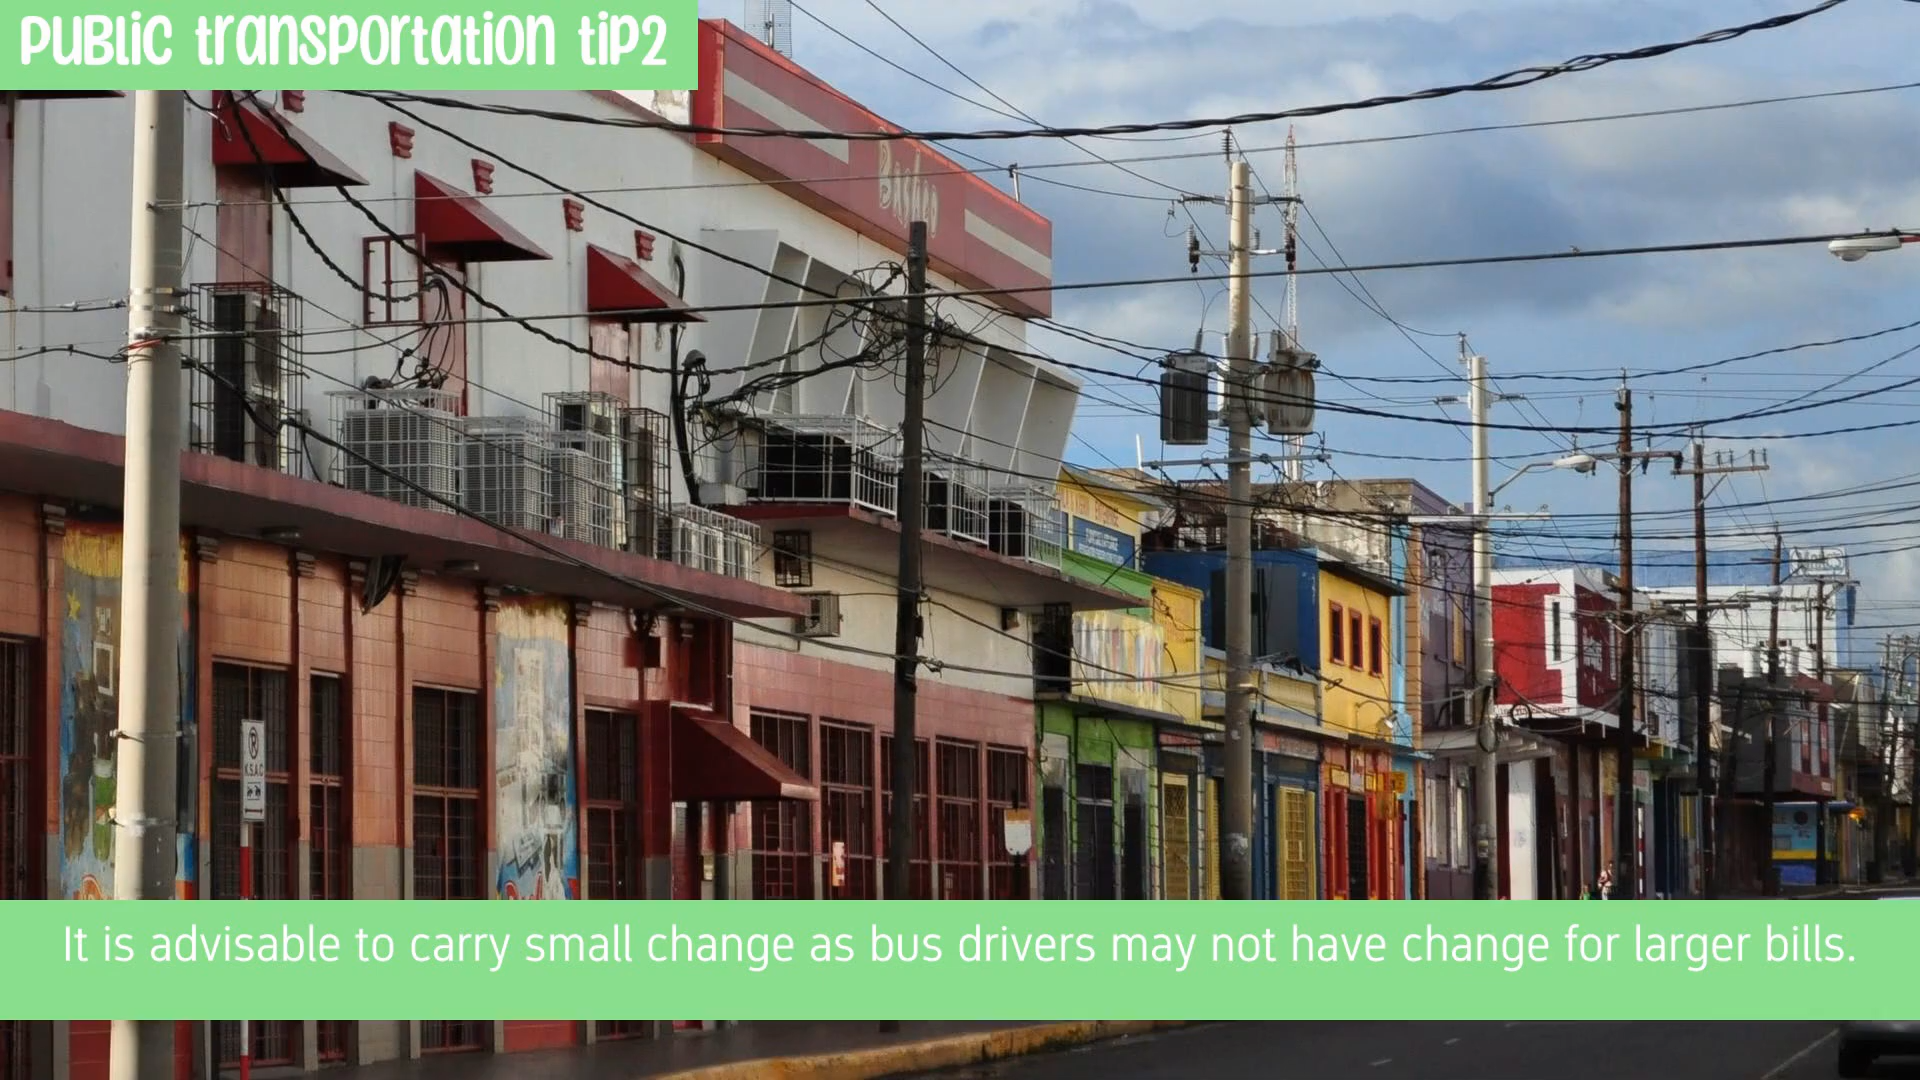 PUBLIC transportation tip2
Bashco
K.S.A.C
It is advisable to carry small change as bus drivers may not have change for larger bills.